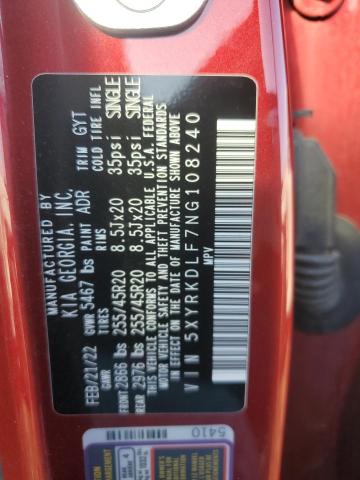 MANUFACTURED BY
KIA GEORGIA, INC.
FEB/21/22 GVWR 5467 lbs PAINT ADR TRIM GYT
GAWR TIRES RIMS COLD TIRE INFL
FRONT 2866 lbs 255/45R20 8.5Jx20 35psi SINGLE
REAR 2976 lbs 255/45R20 8.5Jx20 35psi SINGLE
THIS VEHICLE CONFORMS TO ALL APPLICABLE U.S.A. FEDERAL
MOTOR VEHICLE SAFETY AND THEFT PREVENTION STANDARDS IN
EFFECT ON THE DATE OF MANUFACTURE SHOWN ABOVE
VIN 5XYRKDLF7NG108240
MPV
5410